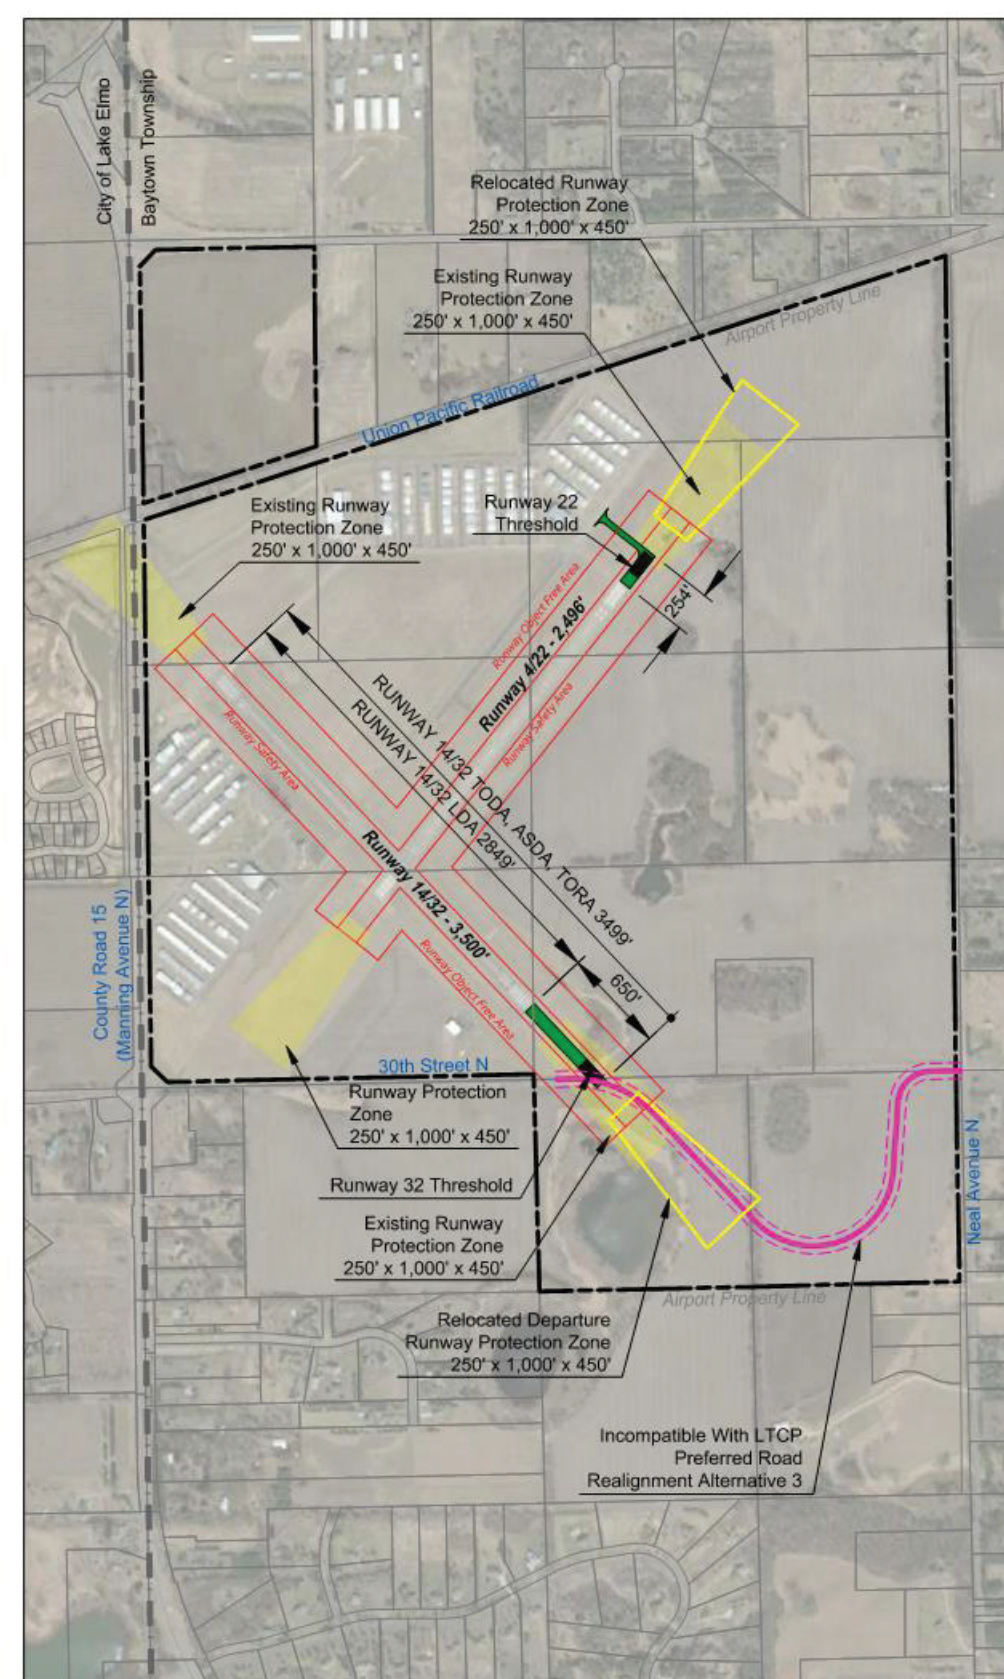 City of Lake Elmo
Baytown Township
Relocated Runway
Protection Zone
250' x 1,000' x 450'
Existing Runway
Protection Zone
250' x 1,000' x 450'
Airport Property Line
Union Pacific Railroad
Existing Runway
Protection Zone
250' x 1,000' x 450'
Runway 22
Threshold
254'
Runway Object Free Area
Runway 4/22 - 2,496'
Runway Safety Area
RUNWAY 14/32 TODA, ASDA, TORA 3499'
RUNWAY 14/32 LDA 2849'
Runway Safety Area
Runway 14/32 - 3,500'
Runway Object Free Area
650'
County Road 15
(Manning Avenue N)
30th Street N
Runway Protection
Zone
250' x 1,000' x 450'
Runway 32 Threshold
Existing Runway
Protection Zone
250' x 1,000' x 450'
Neal Avenue N
Airport Property Line
Relocated Departure
Runway Protection Zone
250' x 1,000' x 450'
Incompatible With LTCP
Preferred Road
Realignment Alternative 3